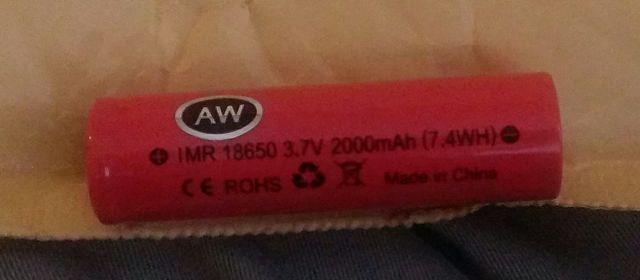 AW
IMR 18650 3.7V 2000mAh (7.4WH)
CE ROHS Made in China